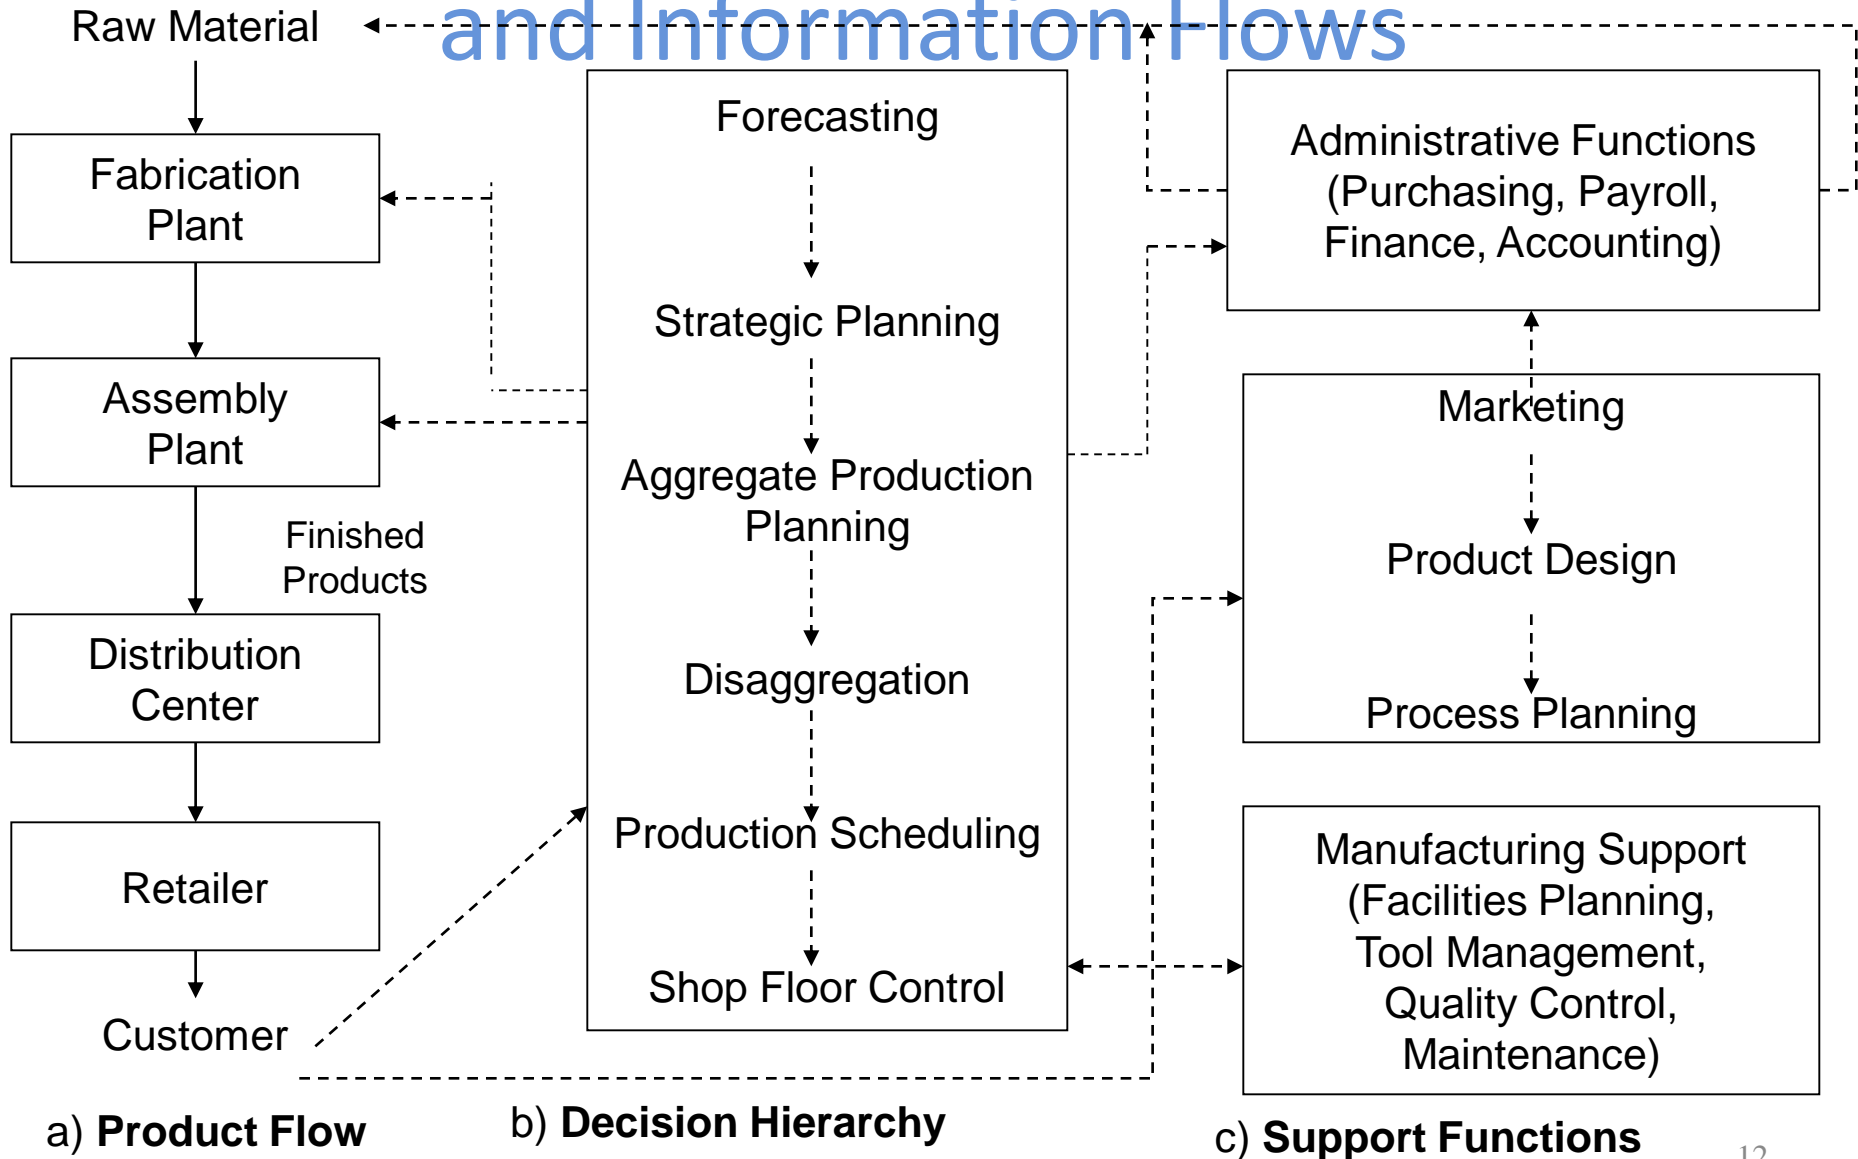 and Information Flows
Raw Material
Fabrication
Plant
Assembly
Plant
Finished
Products
Distribution
Center
Retailer
Customer
a) Product Flow
Forecasting
Strategic Planning
Aggregate Production
Planning
Disaggregation
Production Scheduling
Shop Floor Control
b) Decision Hierarchy
Administrative Functions
(Purchasing, Payroll,
Finance, Accounting)
Marketing
Product Design
Process Planning
Manufacturing Support
(Facilities Planning,
Tool Management,
Quality Control,
Maintenance)
c) Support Functions
12